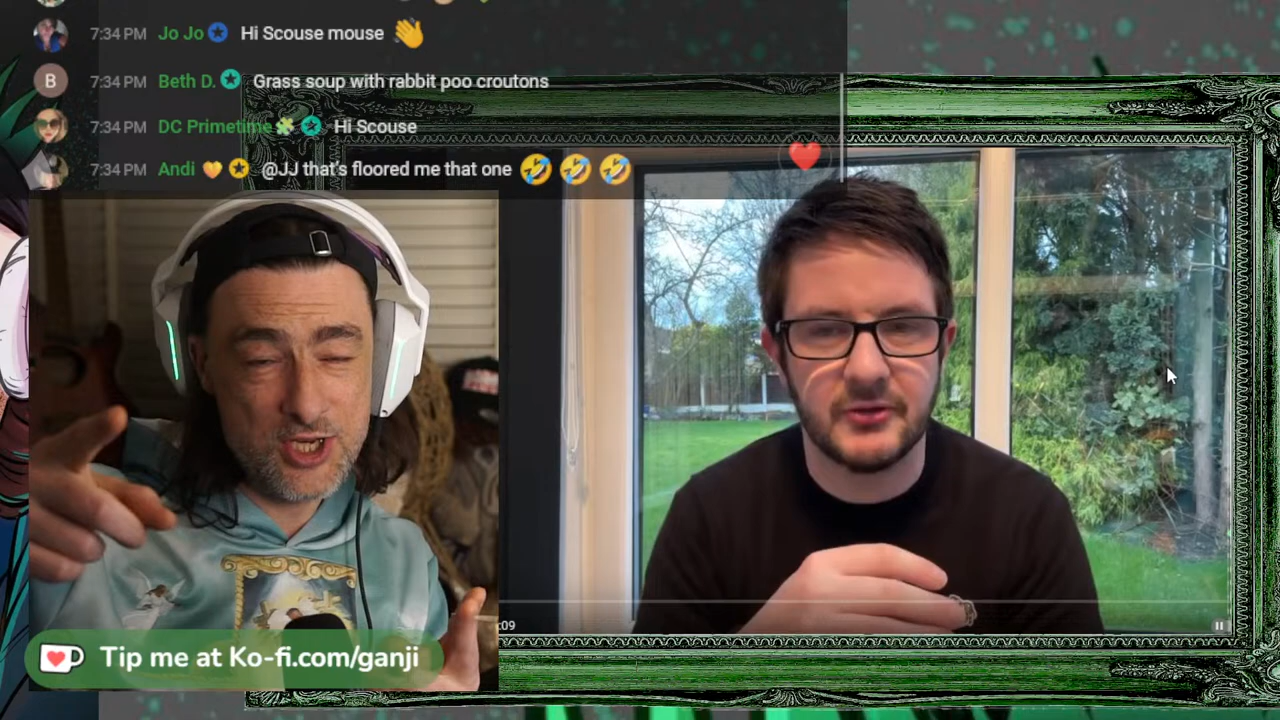 7:34 PM Jo Jo Hi Scouse mouse 👋
B 7:34 PM Beth D. Grass soup with rabbit poo croutons
7:34 PM DC Primetime Hi Scouse
7:34 PM Andi 💛 @JJ that's floored me that one 🤣 🤣 🤣
:09
Tip me at Ko-fi.com/ganji